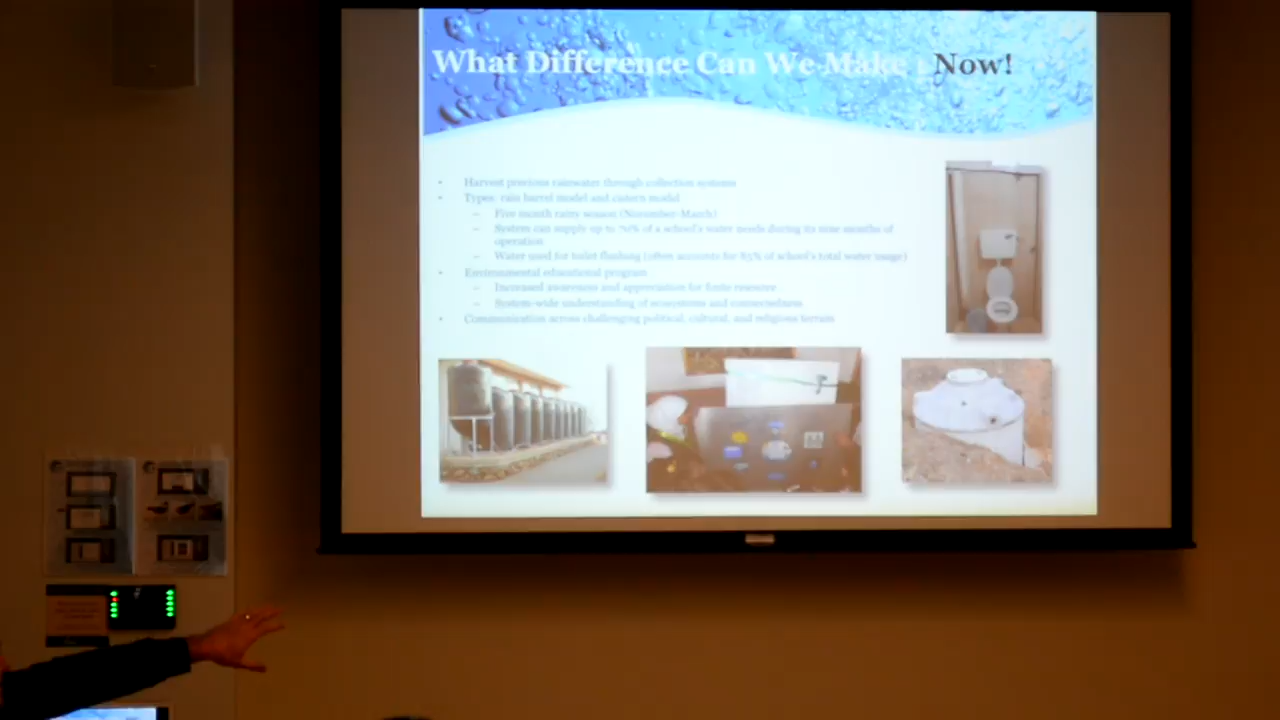 What Difference Can We Make : Now!
• Harvest precious rainwater through collection systems
• Types: rain barrel model and cistern model
– Five month rainy season (November-March)
– System can supply up to 70% of a school's water needs during its nine months of
operation
– Water used for toilet flushing (often accounts for 85% of school's total water usage)
• Environmental educational program
– Increased awareness and appreciation for finite resource
– System-wide understanding of ecosystems and connectedness
• Communication across challenging political, cultural, and religious terrain